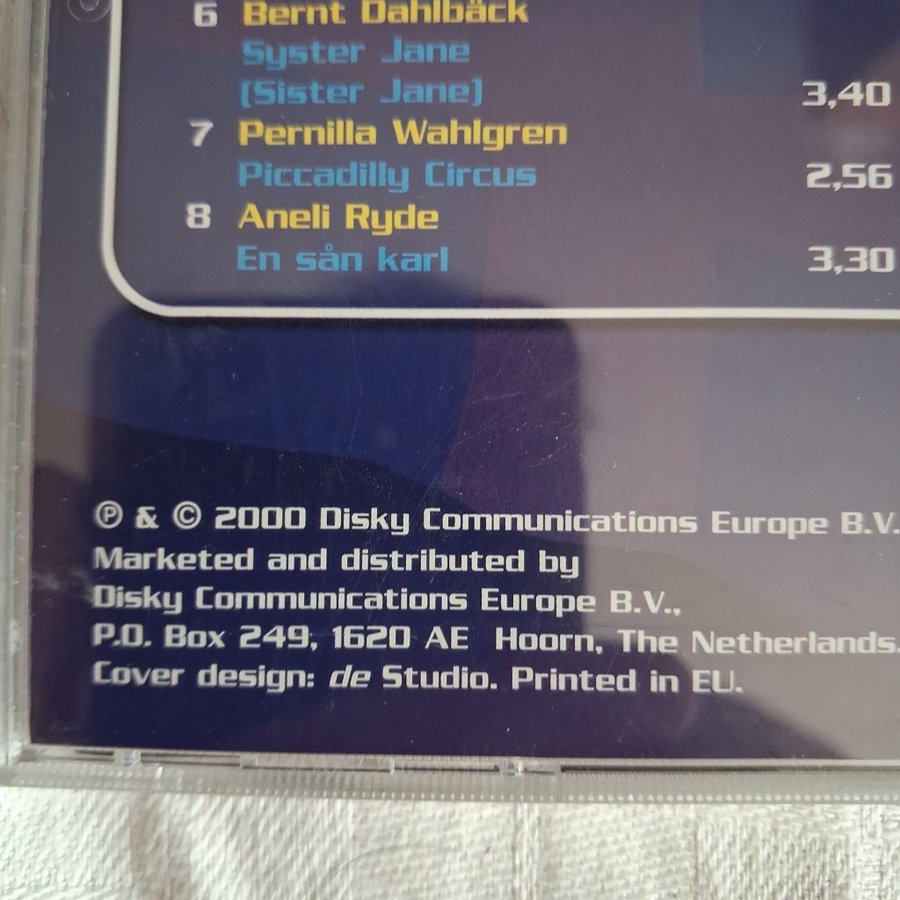 6 Bernt Dahlbäck
Syster Jane
(Sister Jane) 3,40
7 Pernilla Wahlgren
Piccadilly Circus 2,56
8 Aneli Ryde
En sån karl 3,30
℗ & © 2000 Disky Communications Europe B.V.
Marketed and distributed by
Disky Communications Europe B.V.,
P.O. Box 249, 1620 AE Hoorn, The Netherlands.
Cover design: de Studio. Printed in EU.